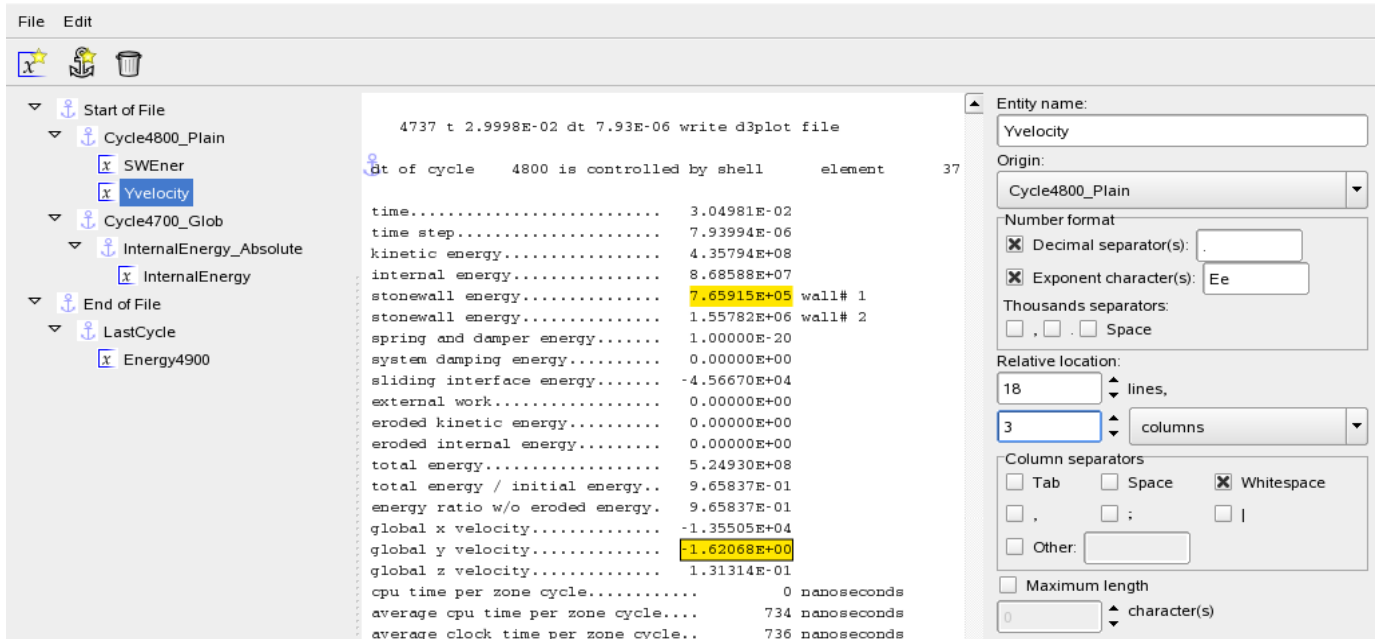 File Edit
Start of File
Cycle4800_Plain
x SWEner
x Yvelocity
Cycle4700_Glob
InternalEnergy_Absolute
x InternalEnergy
End of File
LastCycle
x Energy4900
4737 t 2.9998E-02 dt 7.93E-06 write d3plot file
dt of cycle 4800 is controlled by shell element 37
time........................... 3.04981E-02
time step...................... 7.93994E-06
kinetic energy................. 4.35794E+08
internal energy................ 8.68588E+07
stonewall energy............... 7.65915E+05 wall# 1
stonewall energy............... 1.55782E+06 wall# 2
spring and damper energy....... 1.00000E-20
system damping energy.......... 0.00000E+00
sliding interface energy....... -4.56670E+04
external work.................. 0.00000E+00
eroded kinetic energy.......... 0.00000E+00
eroded internal energy......... 0.00000E+00
total energy................... 5.24930E+08
total energy / initial energy.. 9.65837E-01
energy ratio w/o eroded energy. 9.65837E-01
global x velocity.............. -1.35505E+04
global y velocity.............. -1.62068E+00
global z velocity.............. 1.31314E-01
cpu time per zone cycle............ 0 nanoseconds
average cpu time per zone cycle.... 734 nanoseconds
average clock time per zone cycle.. 736 nanoseconds
Entity name:
Yvelocity
Origin:
Cycle4800_Plain
Number format
Decimal separator(s): .
Exponent character(s): Ee
Thousands separators:
, . Space
Relative location:
18 lines,
3 columns
Column separators
Tab Space Whitespace
, ; |
Other:
Maximum length
0 character(s)